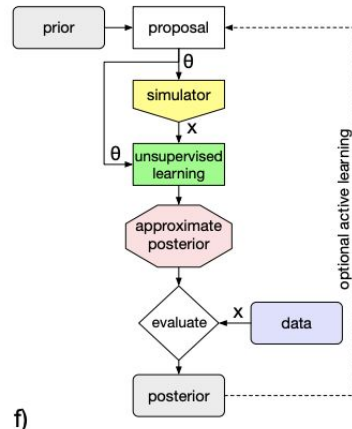 prior
proposal
θ
simulator
x
θ
unsupervised
learning
approximate
posterior
evaluate
x
data
posterior
optional active learning
f)